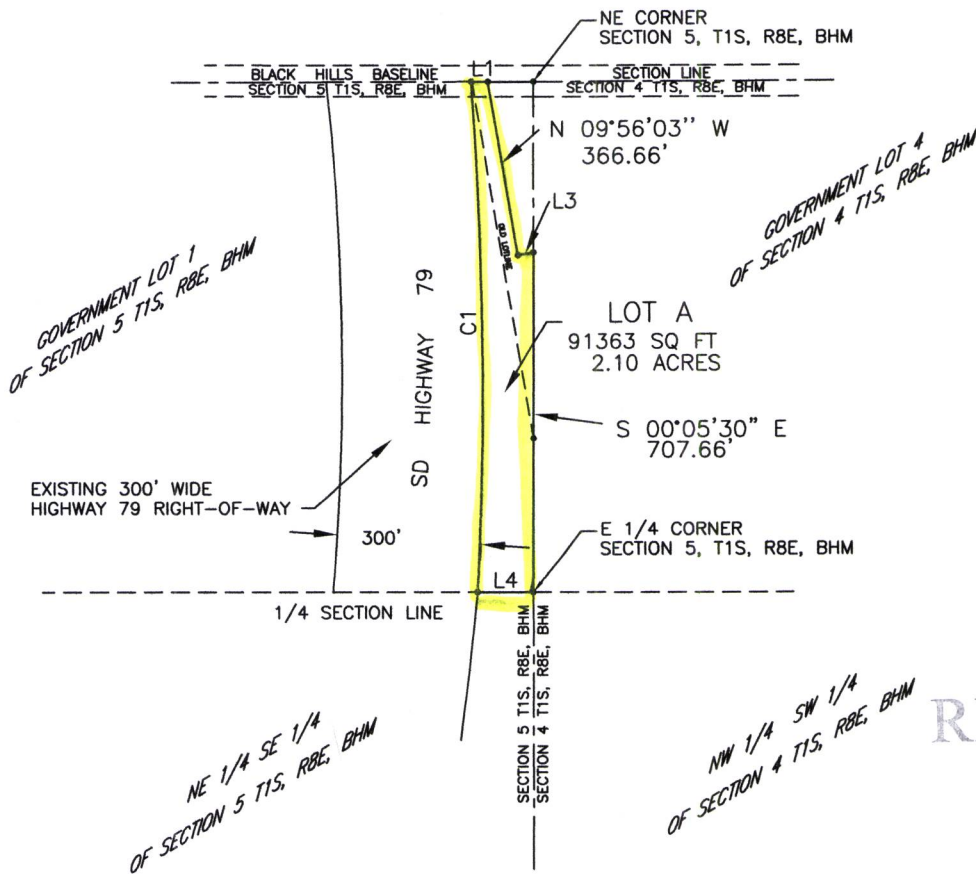 NE CORNER
SECTION 5, T1S, R8E, BHM
BLACK HILLS BASELINE
L1
SECTION LINE
SECTION 5 T1S, R8E, BHM
SECTION 4 T1S, R8E, BHM
N 09°56'03'' W
366.66'
L3
GOVERNMENT LOT 4
OF SECTION 4 T1S, R8E, BHM
GOVERNMENT LOT 1
OF SECTION 5 T1S, R8E, BHM
OLD LOTLINE
SD HIGHWAY 79
C1
LOT A
91363 SQ FT
2.10 ACRES
S 00°05'30" E
707.66'
EXISTING 300' WIDE
HIGHWAY 79 RIGHT-OF-WAY
300'
E 1/4 CORNER
SECTION 5, T1S, R8E, BHM
L4
1/4 SECTION LINE
SECTION 5 T1S, R8E, BHM
SECTION 4 T1S, R8E, BHM
NE 1/4 SE 1/4
OF SECTION 5 T1S, R8E, BHM
NW 1/4 SW 1/4
OF SECTION 4 T1S, R8E, BHM
R